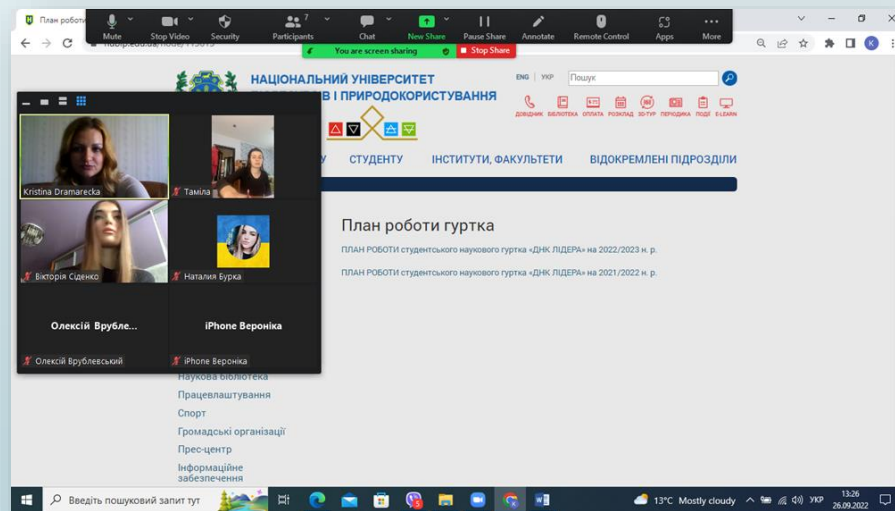 План роботи
Mute
Stop Video
Security
7
Participants
Chat
New Share
Pause Share
Annotate
Remote Control
Apps
More
You are screen sharing
Stop Share
НАЦІОНАЛЬНИЙ УНІВЕРСИТЕТ
І ПРИРОДОКОРИСТУВАННЯ
ENG | УКР
Пошук
ДОВІДНИК БІБЛІОТЕКА ОПЛАТА РОЗКЛАД 3D-ТУР ПЕРІОДИКА ПОДІЇ E-LEARN
СТУДЕНТУ
ІНСТИТУТИ, ФАКУЛЬТЕТИ
ВІДОКРЕМЛЕНІ ПІДРОЗДІЛИ
Kristina Dramarecka
Таміла
Вікторія Сіденко
Наталия Бурка
Олексій Врубле...
iPhone Вероніка
Олексій Врублевський
iPhone Вероніка
План роботи гуртка
ПЛАН РОБОТИ студентського наукового гуртка «ДНК ЛІДЕРА» на 2022/2023 н. р.
ПЛАН РОБОТИ студентського наукового гуртка «ДНК ЛІДЕРА» на 2021/2022 н. р.
Наукова бібліотека
Працевлаштування
Спорт
Громадські організації
Прес-центр
Інформаційне
забезпечення
Введіть пошуковий запит тут
13°C Mostly cloudy
УКР
13:26
26.09.2022